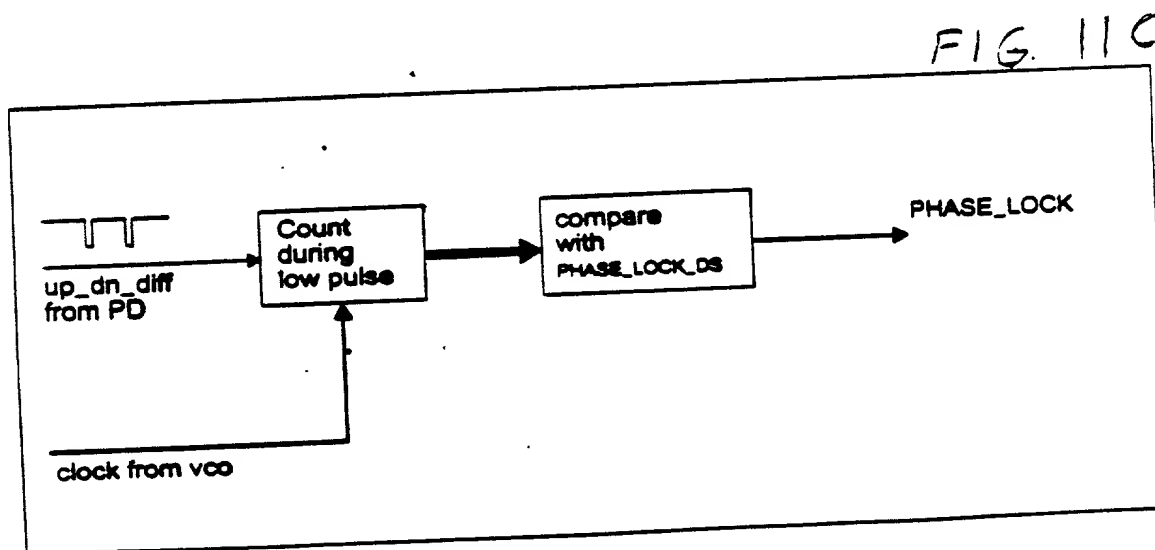 FIG. 11C
Count
during
low pulse
compare
with
PHASE_LOCK_DS
PHASE_LOCK
up_dn_diff
from PD
clock from vco